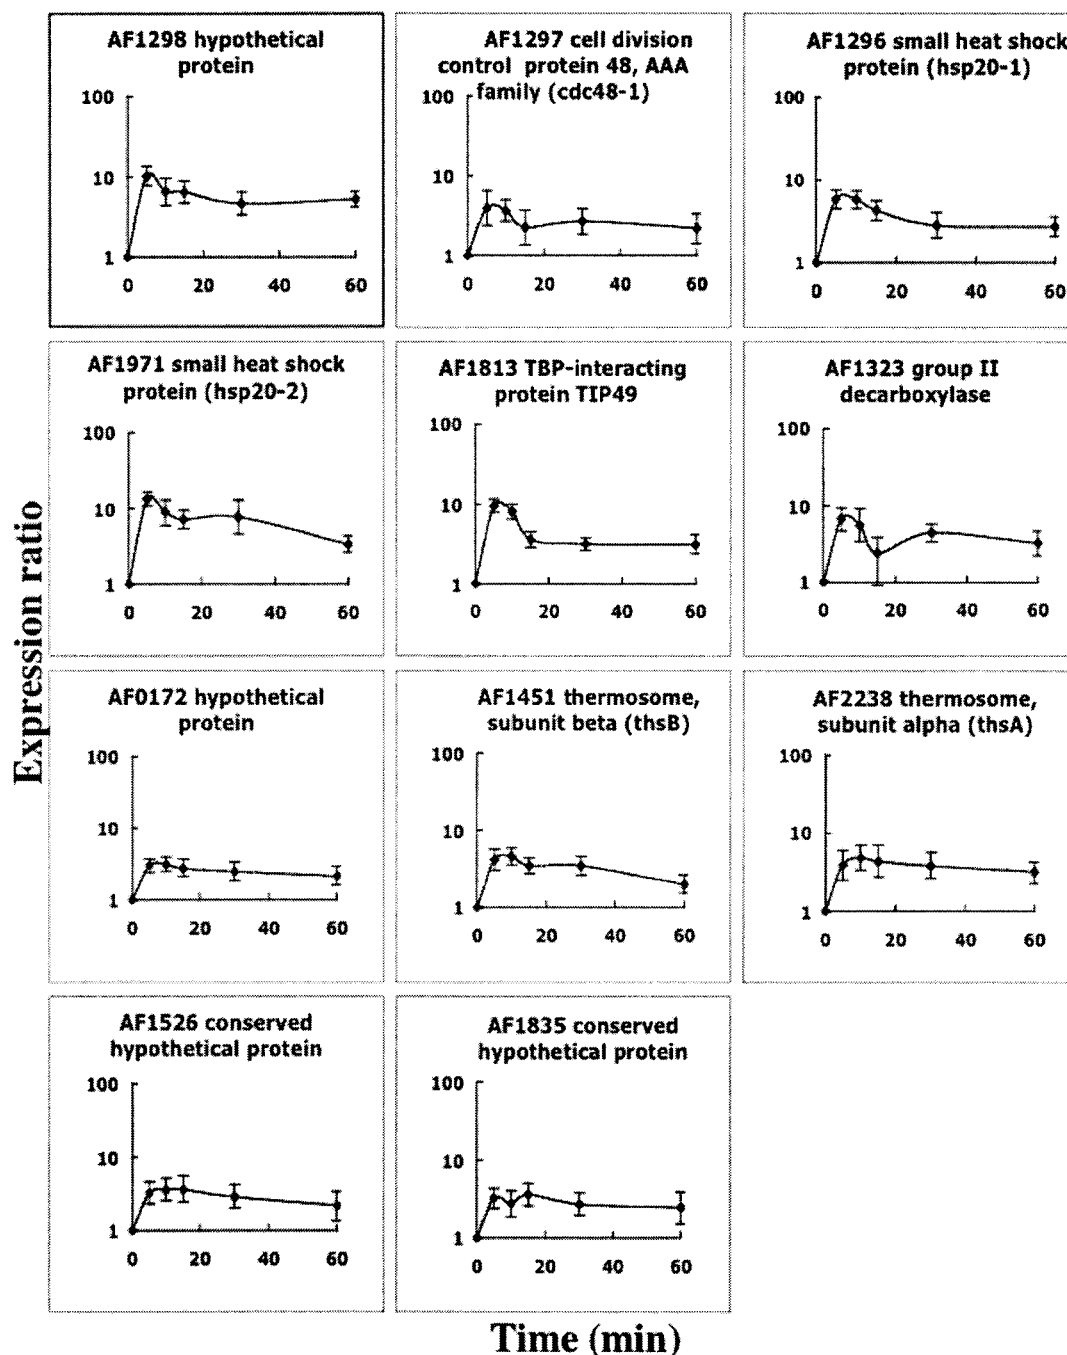 AF1298 hypothetical
protein
100
10
1
0 20 40 60
AF1297 cell division
control protein 48, AAA
family (cdc48-1)
100
10
1
0 20 40 60
AF1296 small heat shock
protein (hsp20-1)
100
10
1
0 20 40 60
AF1971 small heat shock
protein (hsp20-2)
100
10
1
0 20 40 60
AF1813 TBP-interacting
protein TIP49
100
10
1
0 20 40 60
AF1323 group II
decarboxylase
100
10
1
0 20 40 60
AF0172 hypothetical
protein
100
10
1
0 20 40 60
AF1451 thermosome,
subunit beta (thsB)
100
10
1
0 20 40 60
AF2238 thermosome,
subunit alpha (thsA)
100
10
1
0 20 40 60
AF1526 conserved
hypothetical protein
100
10
1
0 20 40 60
AF1835 conserved
hypothetical protein
100
10
1
0 20 40 60
Expression ratio
Time (min)